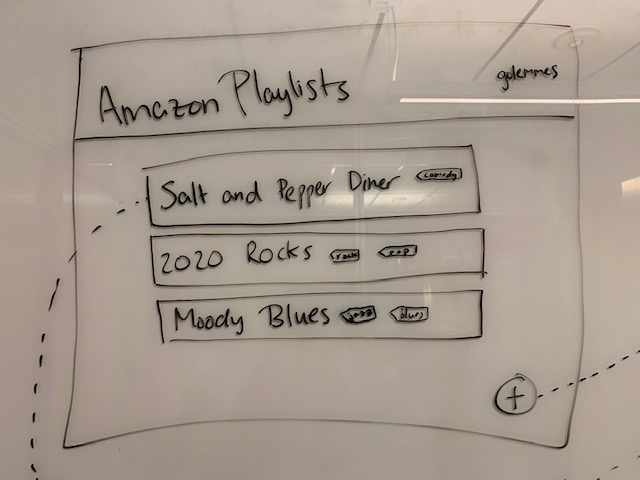 Amazon Playlists
golemmes
Salt and Pepper Diner comedy
2020 Rocks rock pop
Moody Blues jazz blues
+